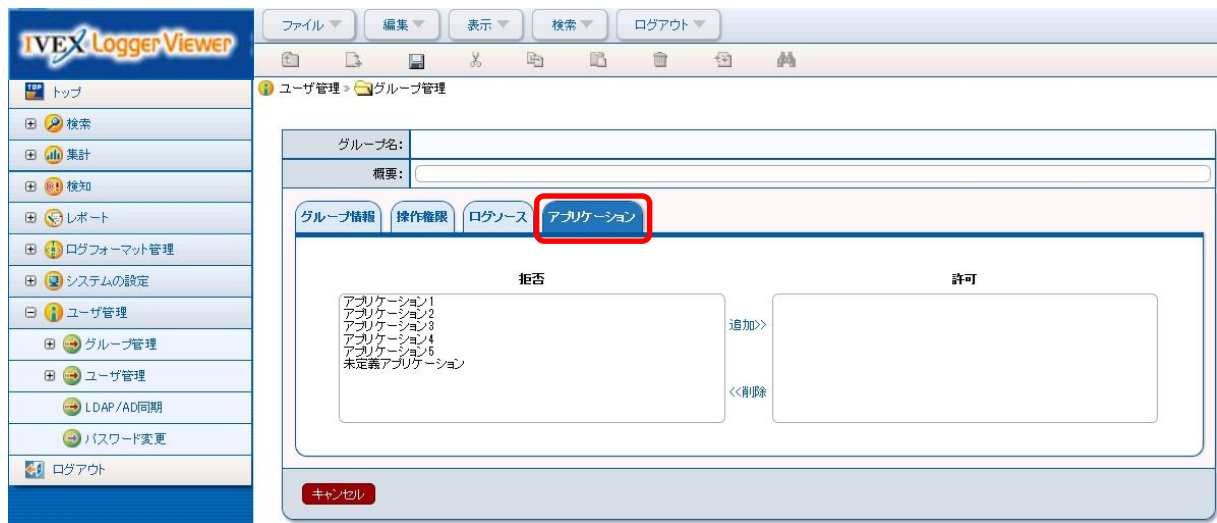 IVEX Logger Viewer
ファイル 編集 表示 検索 ログアウト
TOP トップ
検索
集計
検知
レポート
ログフォーマット管理
システムの設定
ユーザ管理
グループ管理
ユーザ管理
LDAP/AD同期
パスワード変更
ログアウト
ユーザ管理 » グループ管理
グループ名:
概要:
グループ情報 操作権限 ログソース アプリケーション
拒否 許可
アプリケーション1
アプリケーション2
アプリケーション3
アプリケーション4
アプリケーション5
未定義アプリケーション
追加>>
<<削除
キャンセル